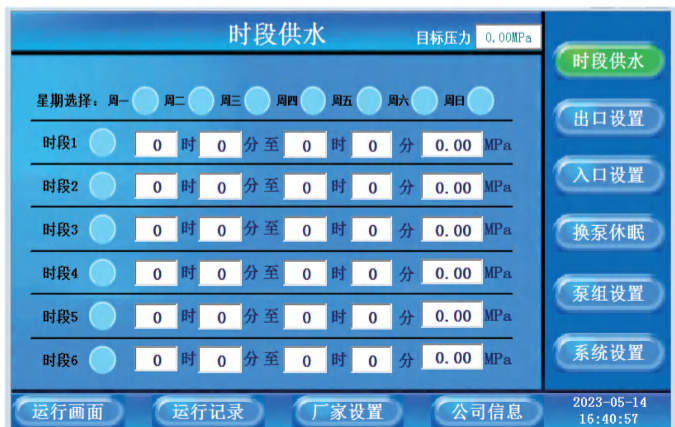 时段供水
目标压力 0.00MPa
星期选择：周一 周二 周三 周四 周五 周六 周日
时段1 0 时 0 分 至 0 时 0 分 0.00 MPa
时段2 0 时 0 分 至 0 时 0 分 0.00 MPa
时段3 0 时 0 分 至 0 时 0 分 0.00 MPa
时段4 0 时 0 分 至 0 时 0 分 0.00 MPa
时段5 0 时 0 分 至 0 时 0 分 0.00 MPa
时段6 0 时 0 分 至 0 时 0 分 0.00 MPa
时段供水
出口设置
入口设置
换泵休眠
泵组设置
系统设置
运行画面 运行记录 厂家设置 公司信息
2023-05-14
16:40:57